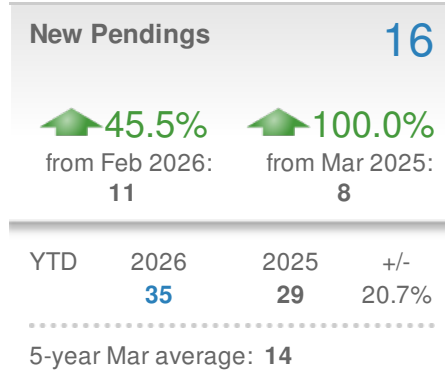 New Pendings 16
45.5% 100.0%
from Feb 2026: from Mar 2025:
11 8
YTD 2026 2025 +/-
35 29 20.7%
5-year Mar average: 14